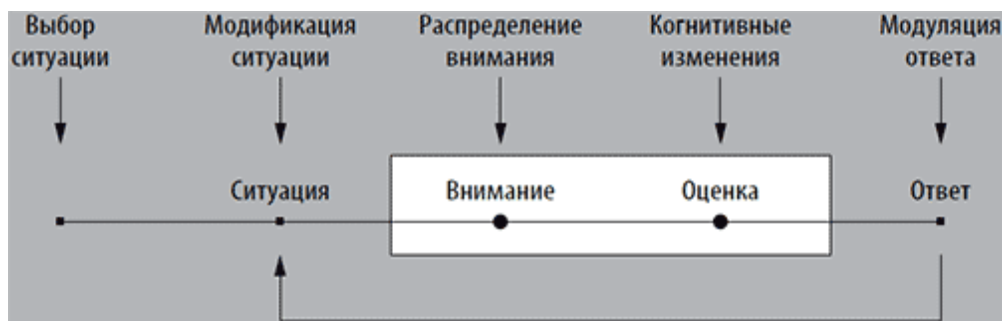 Выбор
ситуации
Модификация
ситуации
Распределение
внимания
Когнитивные
изменения
Модуляция
ответа
Ситуация
Внимание
Оценка
Ответ